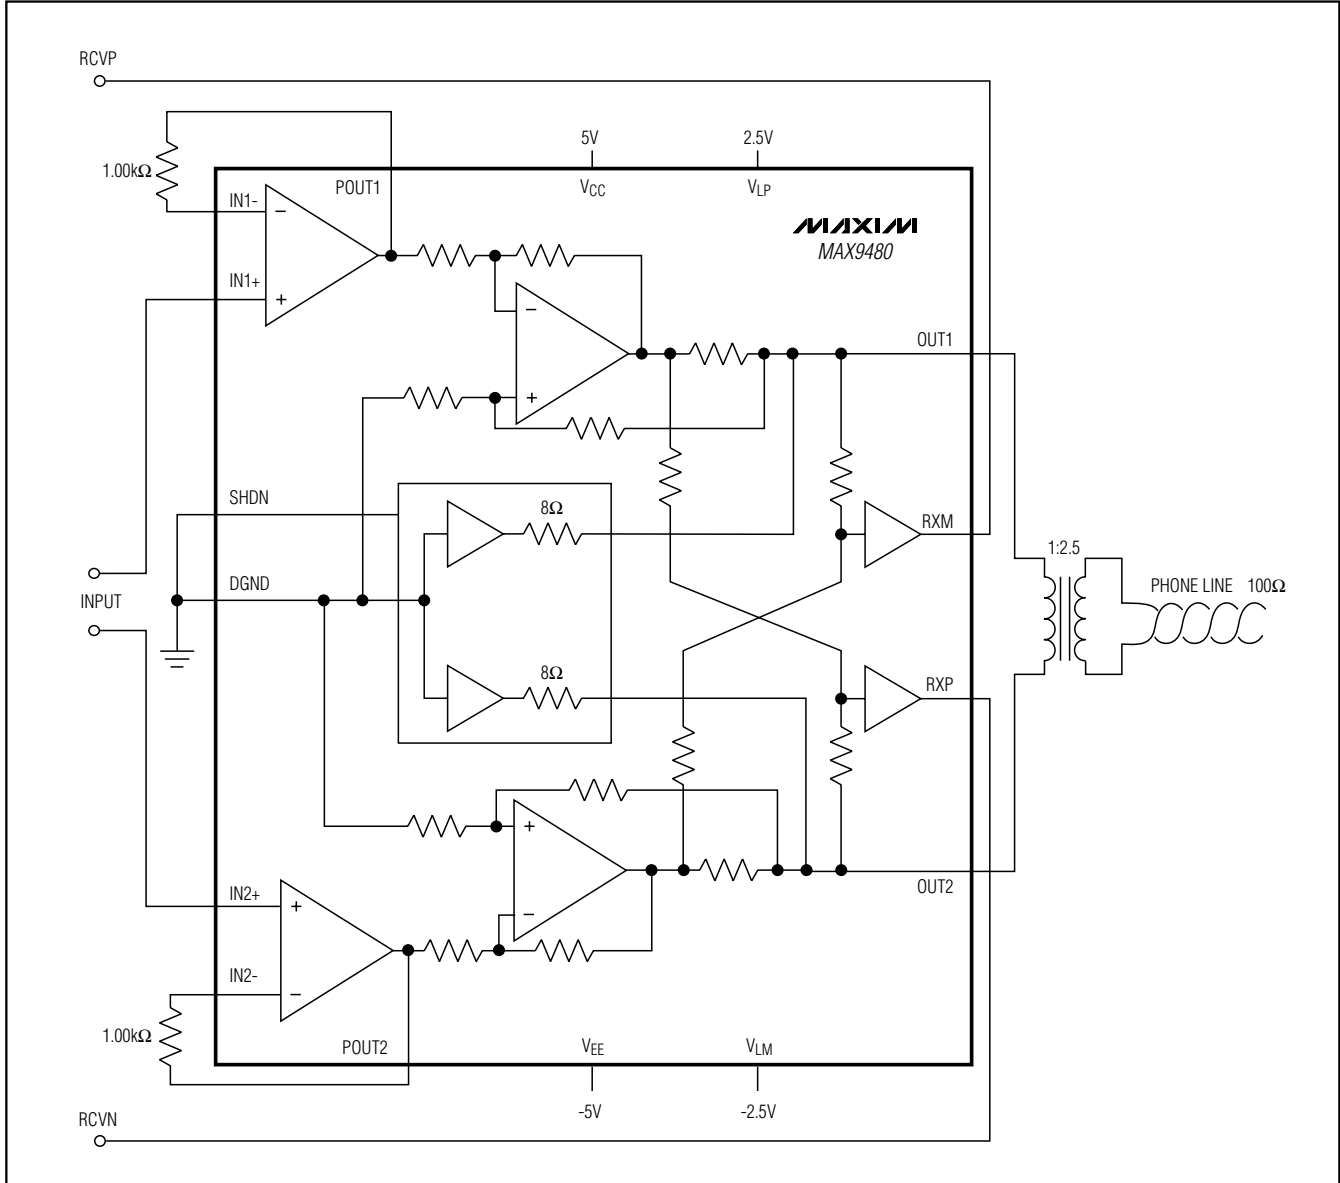 RCVP
5V
2.5V
1.00kΩ
POUT1
VCC
VLP
IN1-
−
MAXIM
MAX9480
IN1+
+
−
OUT1
+
SHDN
8Ω
RXM
1:2.5
DGND
PHONE LINE 100Ω
INPUT
8Ω
RXP
+
OUT2
IN2+
+
−
IN2-
−
1.00kΩ
POUT2
VEE
VLM
-5V
-2.5V
RCVN